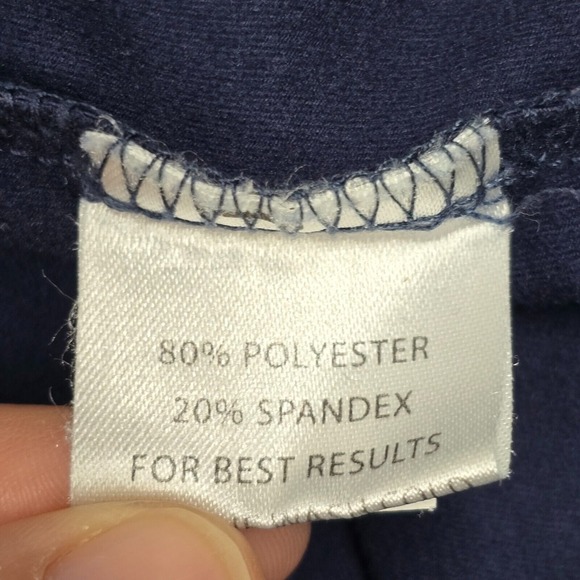 80% POLYESTER
20% SPANDEX
FOR BEST RESULTS